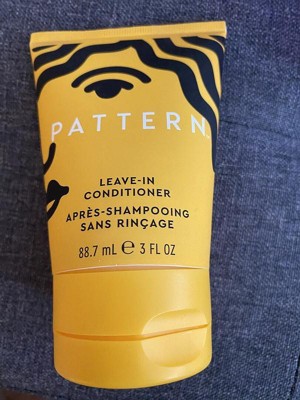 PATTERN
LEAVE-IN
CONDITIONER
APRÈS-SHAMPOOING
SANS RINÇAGE
88.7 mL ℮ 3 FL OZ